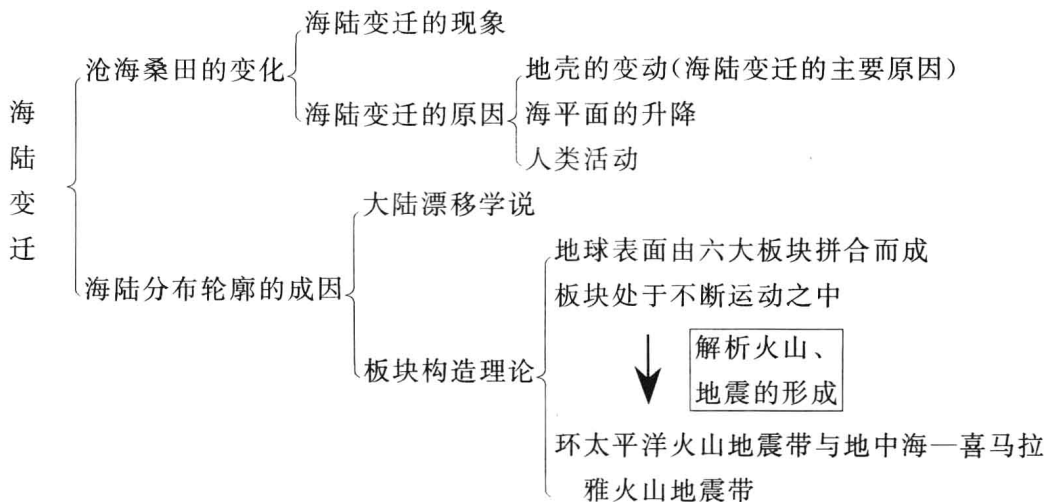 海陆变迁
沧海桑田的变化
海陆变迁的现象
海陆变迁的原因
地壳的变动(海陆变迁的主要原因)
海平面的升降
人类活动
海陆分布轮廓的成因
大陆漂移学说
板块构造理论
地球表面由六大板块拼合而成
板块处于不断运动之中
解析火山、
地震的形成
环太平洋火山地震带与地中海—喜马拉
雅火山地震带